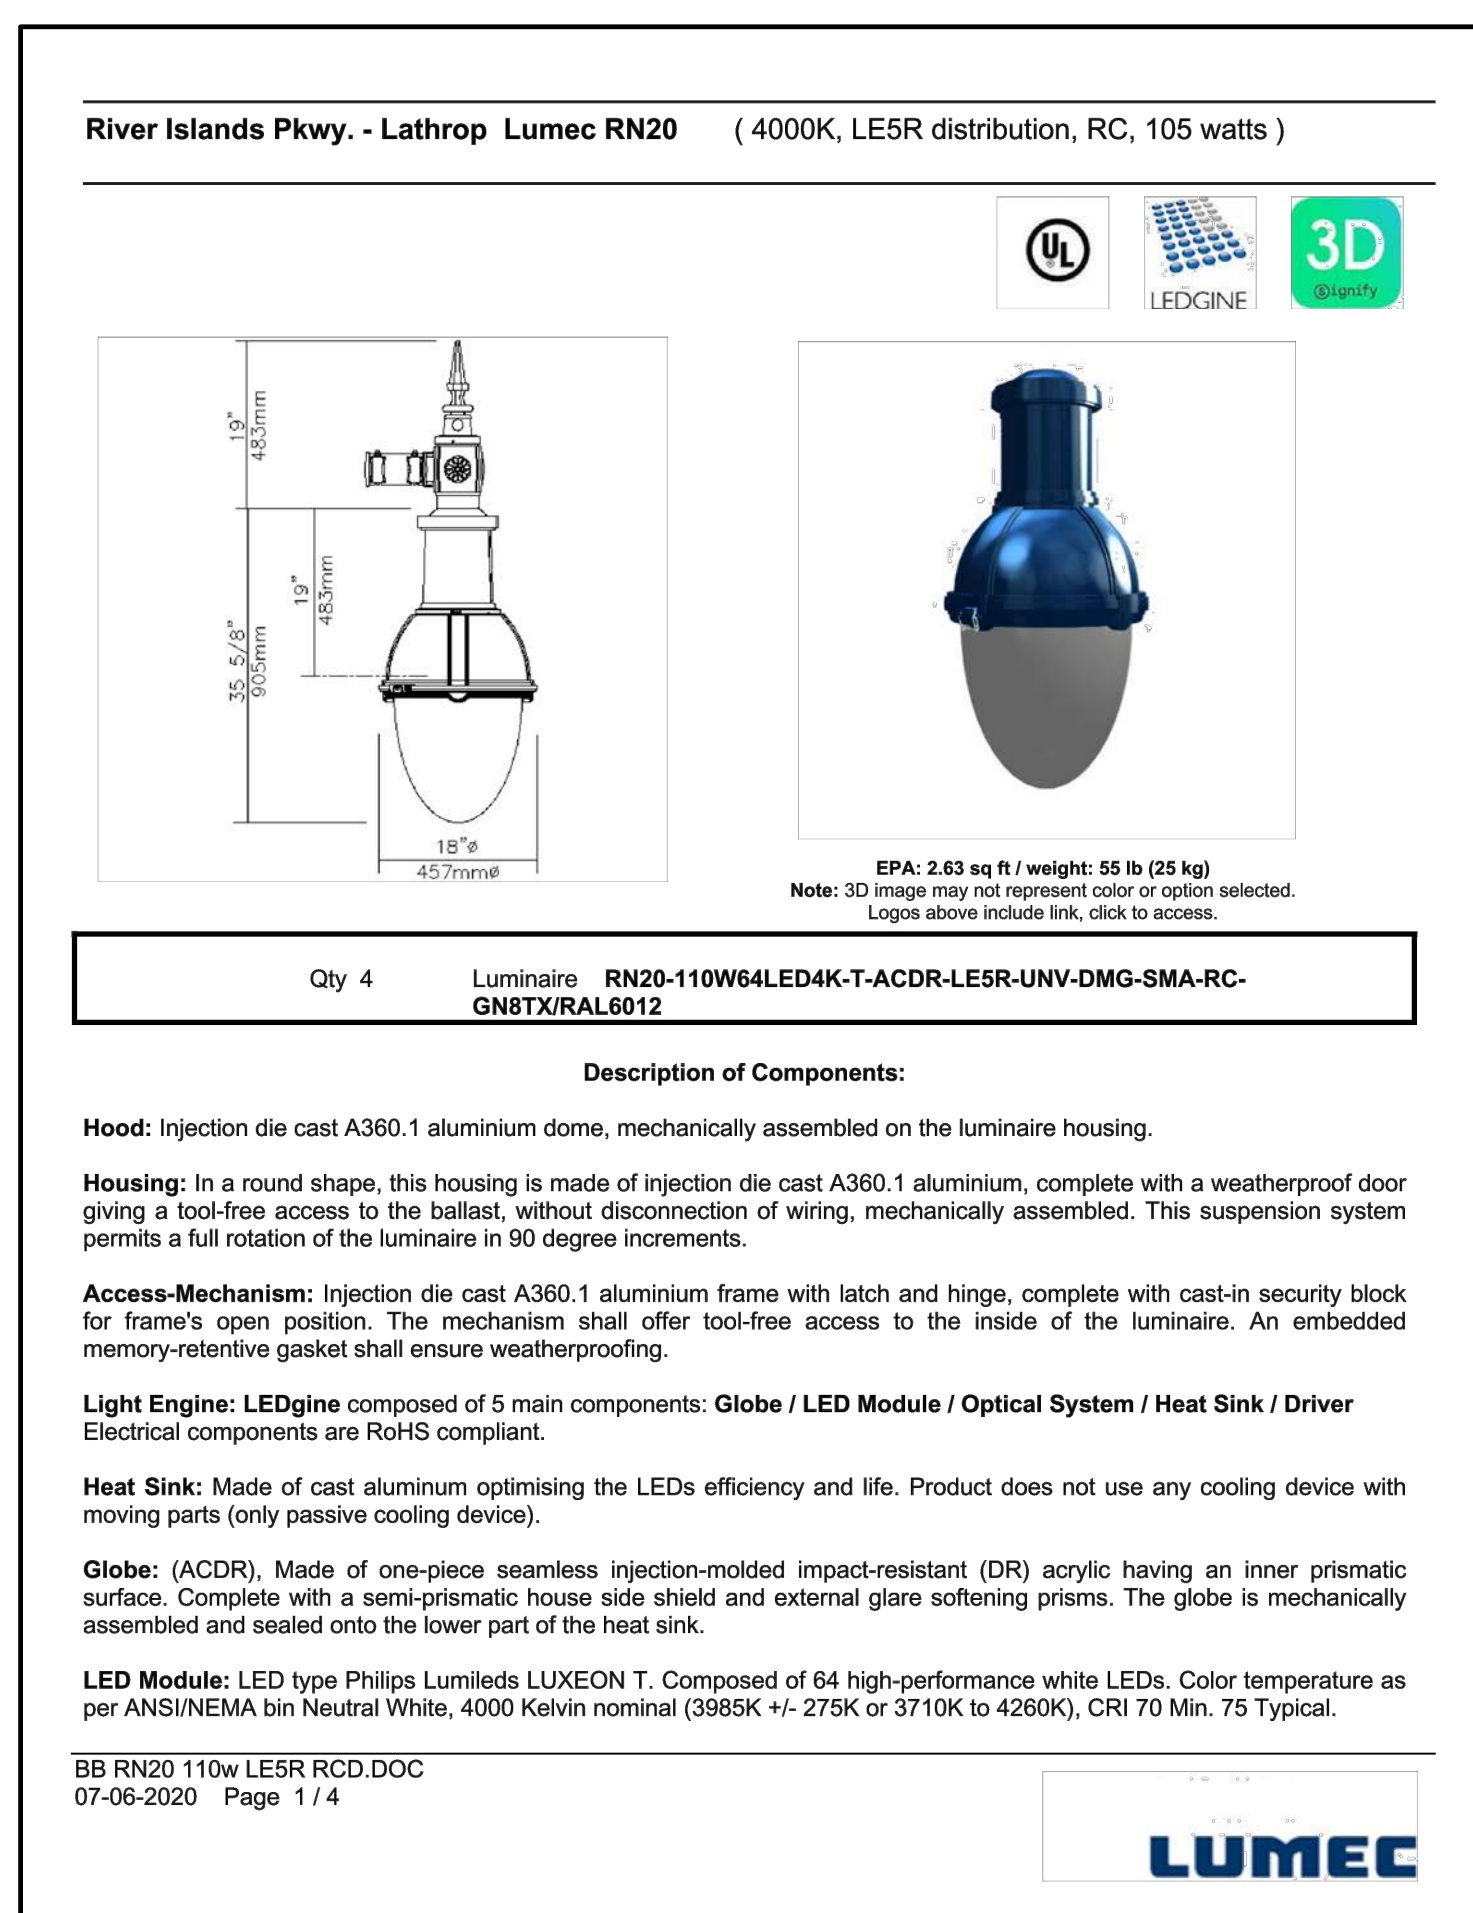 River Islands Pkwy. - Lathrop Lumec RN20 ( 4000K, LE5R distribution, RC, 105 watts )
UL
LEDGINE
3D
Signify
19"
483mm
19"
483mm
35 5/8"
905mm
18"ø
457mmø
EPA: 2.63 sq ft / weight: 55 lb (25 kg)
Note: 3D image may not represent color or option selected.
Logos above include link, click to access.
Qty 4 Luminaire RN20-110W64LED4K-T-ACDR-LE5R-UNV-DMG-SMA-RC-
GN8TX/RAL6012
Description of Components:
Hood: Injection die cast A360.1 aluminium dome, mechanically assembled on the luminaire housing.
Housing: In a round shape, this housing is made of injection die cast A360.1 aluminium, complete with a weatherproof door
giving a tool-free access to the ballast, without disconnection of wiring, mechanically assembled. This suspension system
permits a full rotation of the luminaire in 90 degree increments.
Access-Mechanism: Injection die cast A360.1 aluminium frame with latch and hinge, complete with cast-in security block
for frame's open position. The mechanism shall offer tool-free access to the inside of the luminaire. An embedded
memory-retentive gasket shall ensure weatherproofing.
Light Engine: LEDgine composed of 5 main components: Globe / LED Module / Optical System / Heat Sink / Driver
Electrical components are RoHS compliant.
Heat Sink: Made of cast aluminum optimising the LEDs efficiency and life. Product does not use any cooling device with
moving parts (only passive cooling device).
Globe: (ACDR), Made of one-piece seamless injection-molded impact-resistant (DR) acrylic having an inner prismatic
surface. Complete with a semi-prismatic house side shield and external glare softening prisms. The globe is mechanically
assembled and sealed onto the lower part of the heat sink.
LED Module: LED type Philips Lumileds LUXEON T. Composed of 64 high-performance white LEDs. Color temperature as
per ANSI/NEMA bin Neutral White, 4000 Kelvin nominal (3985K +/- 275K or 3710K to 4260K), CRI 70 Min. 75 Typical.
BB RN20 110w LE5R RCD.DOC
07-06-2020 Page 1 / 4
LUMEC